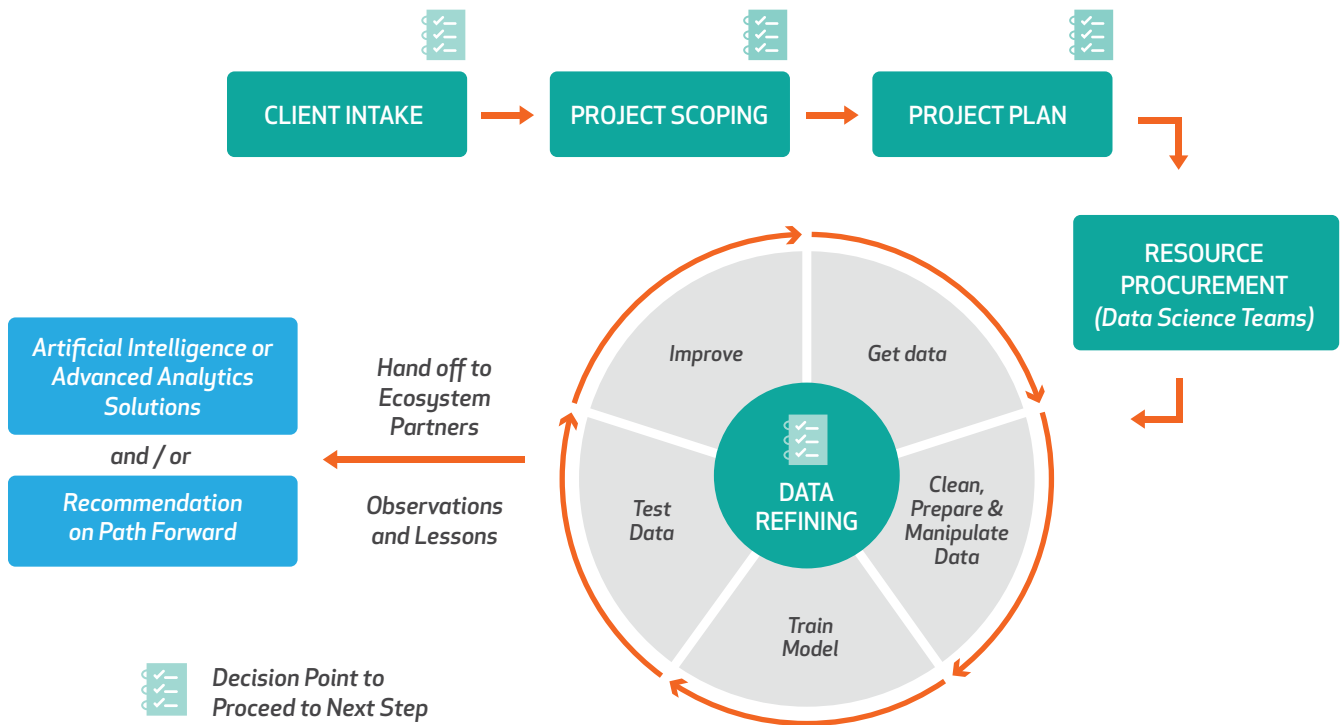 CLIENT INTAKE
PROJECT SCOPING
PROJECT PLAN
RESOURCE
PROCUREMENT
(Data Science Teams)
Improve
Get data
Clean,
Prepare &
Manipulate
Data
Train
Model
Test
Data
DATA
REFINING
Hand off to
Ecosystem
Partners
Observations
and Lessons
Artificial Intelligence or
Advanced Analytics
Solutions
and / or
Recommendation
on Path Forward
Decision Point to
Proceed to Next Step